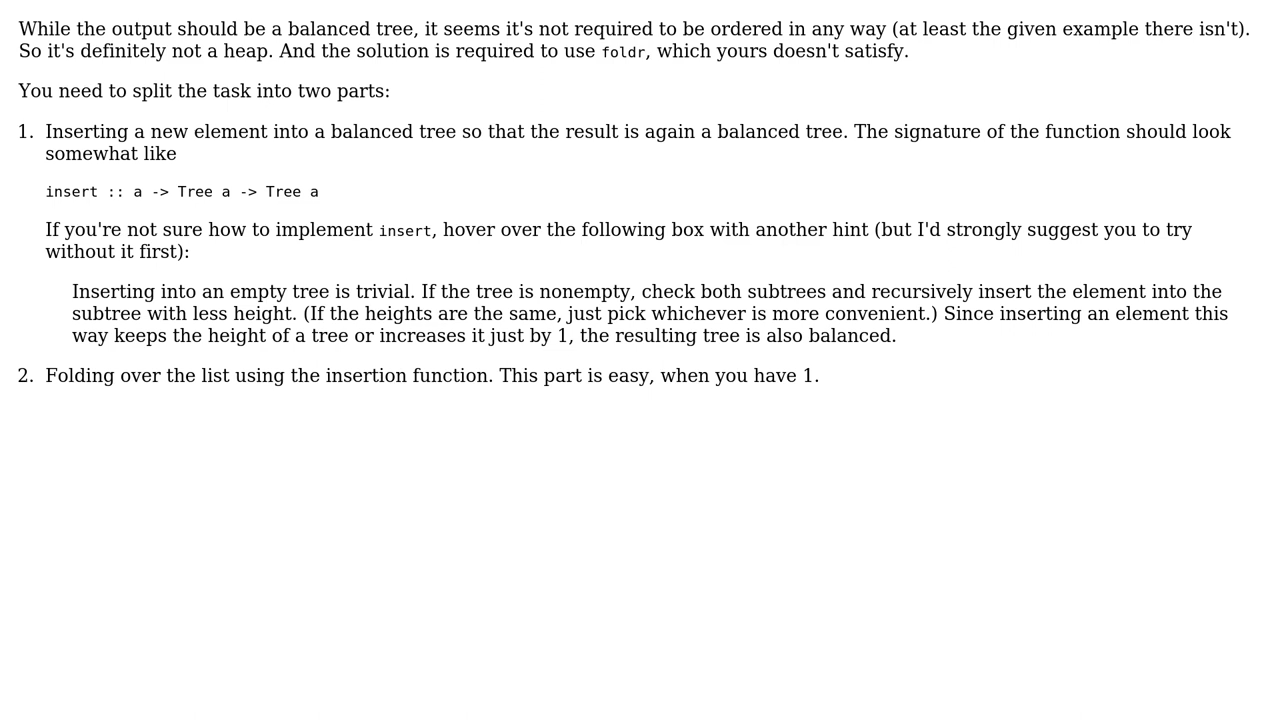 While the output should be a balanced tree, it seems it's not required to be ordered in any way (at least the given example there isn't).
So it's definitely not a heap. And the solution is required to use foldr, which yours doesn't satisfy.
You need to split the task into two parts:
1. Inserting a new element into a balanced tree so that the result is again a balanced tree. The signature of the function should look
somewhat like
insert :: a -> Tree a -> Tree a
If you're not sure how to implement insert, hover over the following box with another hint (but I'd strongly suggest you to try
without it first):
Inserting into an empty tree is trivial. If the tree is nonempty, check both subtrees and recursively insert the element into the
subtree with less height. (If the heights are the same, just pick whichever is more convenient.) Since inserting an element this
way keeps the height of a tree or increases it just by 1, the resulting tree is also balanced.
2. Folding over the list using the insertion function. This part is easy, when you have 1.